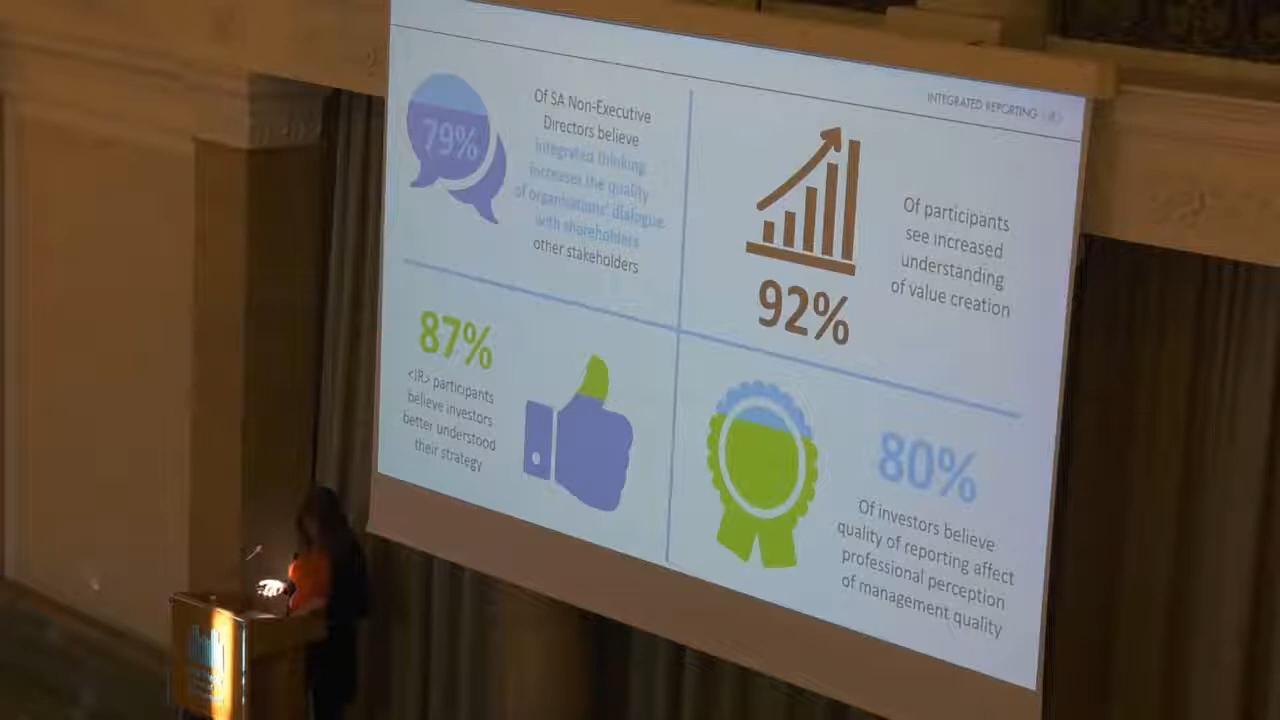 INTEGRATED REPORTING <IR>
79%
Of SA Non-Executive
Directors believe
integrated thinking
increases the quality
of organisations' dialogue
with shareholders
other stakeholders
92%
Of participants
see increased
understanding
of value creation
87%
<IR> participants
believe investors
better understood
their strategy
80%
Of investors believe
quality of reporting affect
professional perception
of management quality